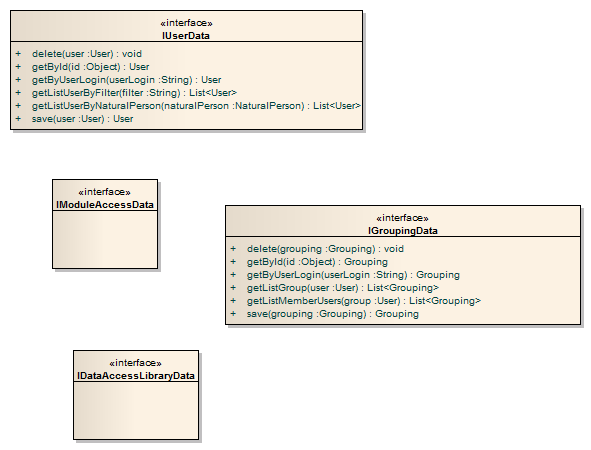 «interface»
IUserData
+ delete(user :User) : void
+ getById(id :Object) : User
+ getByUserLogin(userLogin :String) : User
+ getListUserByFilter(filter :String) : List<User>
+ getListUserByNaturalPerson(naturalPerson :NaturalPerson) : List<User>
+ save(user :User) : User
«interface»
IModuleAccessData
«interface»
IGroupingData
+ delete(grouping :Grouping) : void
+ getById(id :Object) : Grouping
+ getByUserLogin(userLogin :String) : Grouping
+ getListGroup(user :User) : List<Grouping>
+ getListMemberUsers(group :User) : List<Grouping>
+ save(grouping :Grouping) : Grouping
«interface»
IDataAccessLibraryData